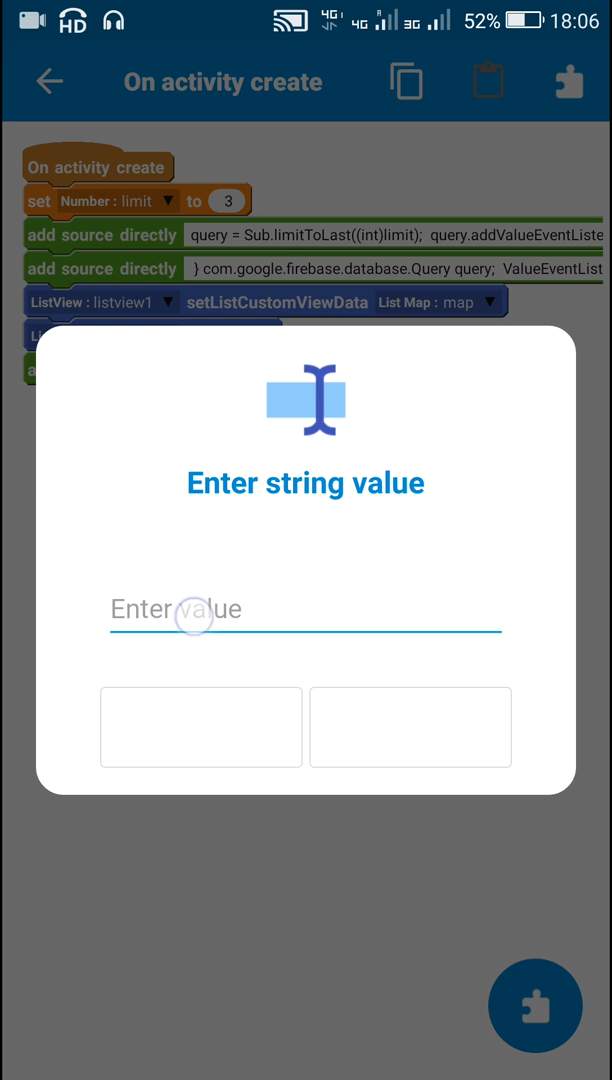 HD 4G 4G R 3G 52% 18:06
On activity create
On activity create
set Number : limit ▼ to 3
add source directly query = Sub.limitToLast((int)limit); query.addValueEventListe
add source directly } com.google.firebase.database.Query query; ValueEventList
ListView : listview1 ▼ setListCustomViewData List Map : map ▼
Li
a
Enter string value
Enter value